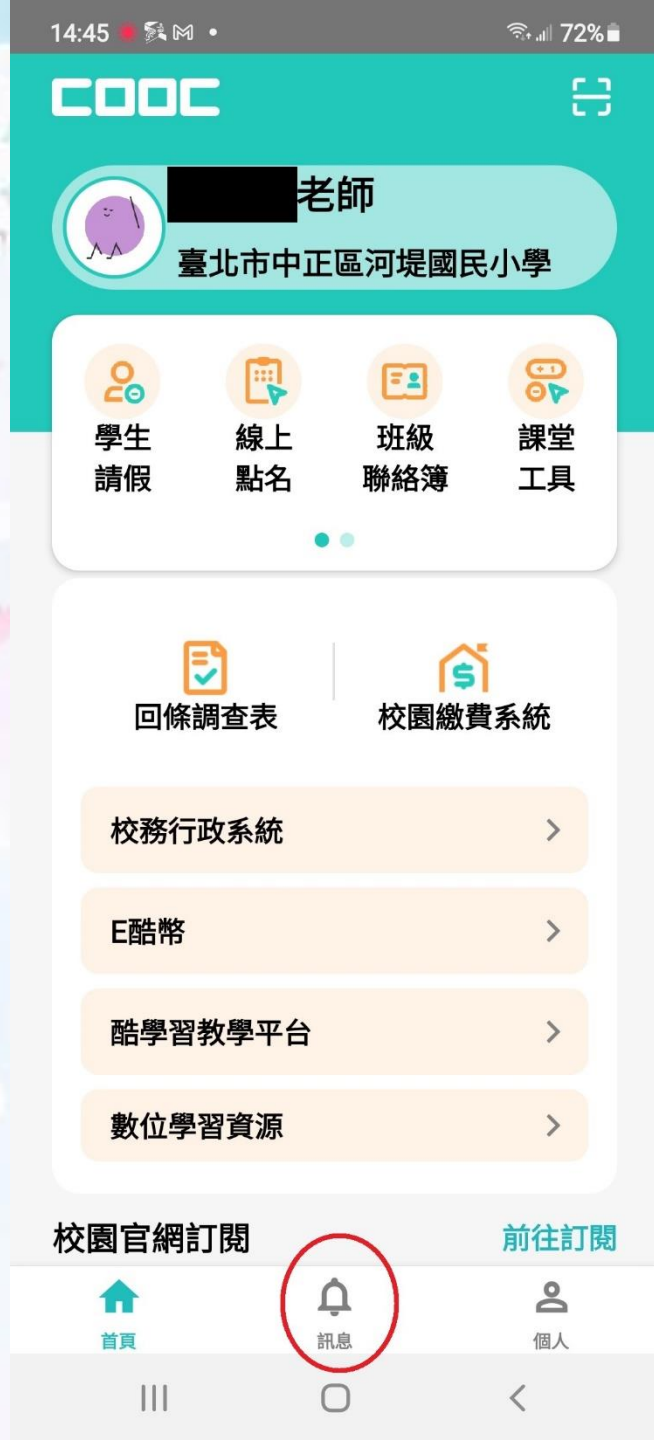 14:45
72%
COOC
老師
臺北市中正區河堤國民小學
學生 線上 班級 課堂
請假 點名 聯絡簿 工具
回條調查表 校園繳費系統
校務行政系統
E酷幣
酷學習教學平台
數位學習資源
校園官網訂閱 前往訂閱
首頁 訊息 個人